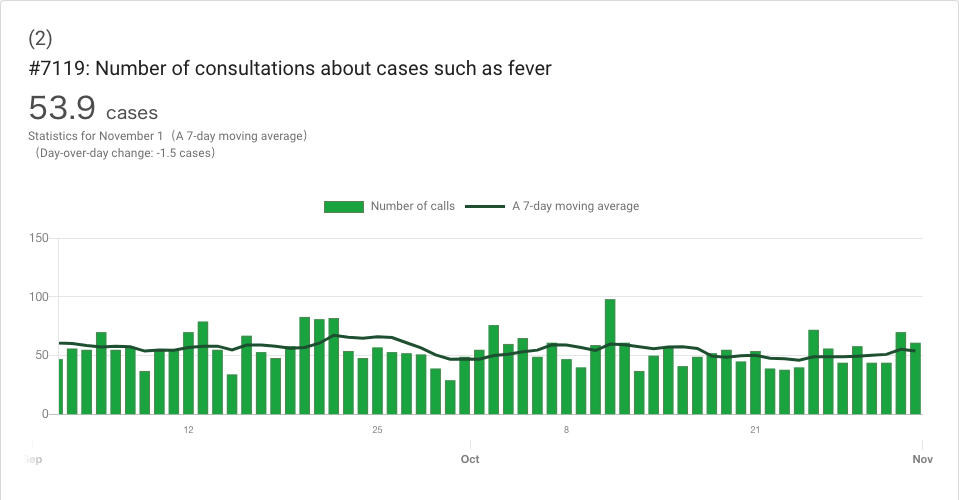 (2)
#7119: Number of consultations about cases such as fever
53.9 cases
Statistics for November 1 （A 7-day moving average）
（Day-over-day change: -1.5 cases）
Number of calls A 7-day moving average
150
100
50
0
12 25 8 21
Oct Nov